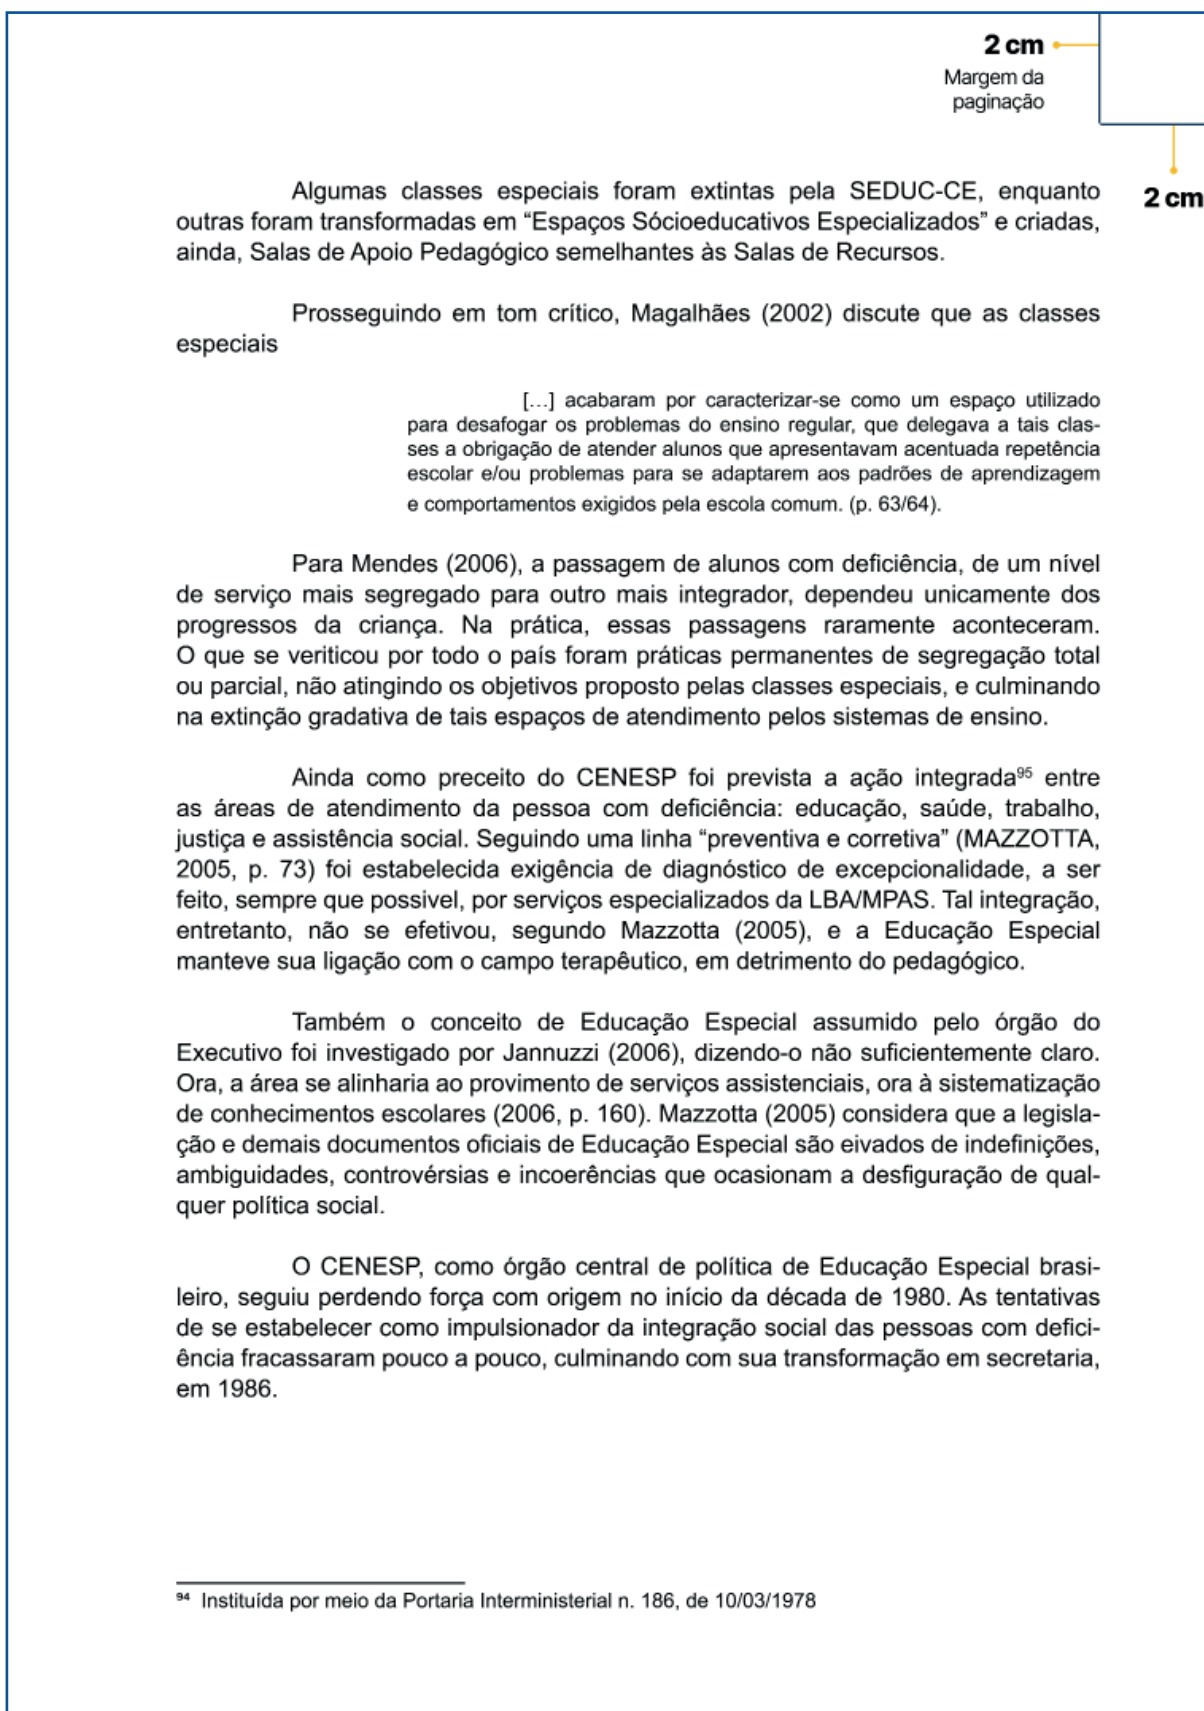 2 cm
Margem da
paginação
2 cm
Algumas classes especiais foram extintas pela SEDUC-CE, enquanto
outras foram transformadas em “Espaços Sócioeducativos Especializados” e criadas,
ainda, Salas de Apoio Pedagógico semelhantes às Salas de Recursos.
Prosseguindo em tom crítico, Magalhães (2002) discute que as classes
especiais
[…] acabaram por caracterizar-se como um espaço utilizado
para desafogar os problemas do ensino regular, que delegava a tais clas-
ses a obrigação de atender alunos que apresentavam acentuada repetência
escolar e/ou problemas para se adaptarem aos padrões de aprendizagem
e comportamentos exigidos pela escola comum. (p. 63/64).
Para Mendes (2006), a passagem de alunos com deficiência, de um nível
de serviço mais segregado para outro mais integrador, dependeu unicamente dos
progressos da criança. Na prática, essas passagens raramente aconteceram.
O que se veriticou por todo o país foram práticas permanentes de segregação total
ou parcial, não atingindo os objetivos proposto pelas classes especiais, e culminando
na extinção gradativa de tais espaços de atendimento pelos sistemas de ensino.
Ainda como preceito do CENESP foi prevista a ação integrada⁹⁵ entre
as áreas de atendimento da pessoa com deficiência: educação, saúde, trabalho,
justiça e assistência social. Seguindo uma linha “preventiva e corretiva” (MAZZOTTA,
2005, p. 73) foi estabelecida exigência de diagnóstico de excepcionalidade, a ser
feito, sempre que possivel, por serviços especializados da LBA/MPAS. Tal integração,
entretanto, não se efetivou, segundo Mazzotta (2005), e a Educação Especial
manteve sua ligação com o campo terapêutico, em detrimento do pedagógico.
Também o conceito de Educação Especial assumido pelo órgão do
Executivo foi investigado por Jannuzzi (2006), dizendo-o não suficientemente claro.
Ora, a área se alinharia ao provimento de serviços assistenciais, ora à sistematização
de conhecimentos escolares (2006, p. 160). Mazzotta (2005) considera que a legisla-
ção e demais documentos oficiais de Educação Especial são eivados de indefinições,
ambiguidades, controvérsias e incoerências que ocasionam a desfiguração de qual-
quer política social.
O CENESP, como órgão central de política de Educação Especial brasi-
leiro, seguiu perdendo força com origem no início da década de 1980. As tentativas
de se estabelecer como impulsionador da integração social das pessoas com defici-
ência fracassaram pouco a pouco, culminando com sua transformação em secretaria,
em 1986.
⁹⁴ Instituída por meio da Portaria Interministerial n. 186, de 10/03/1978